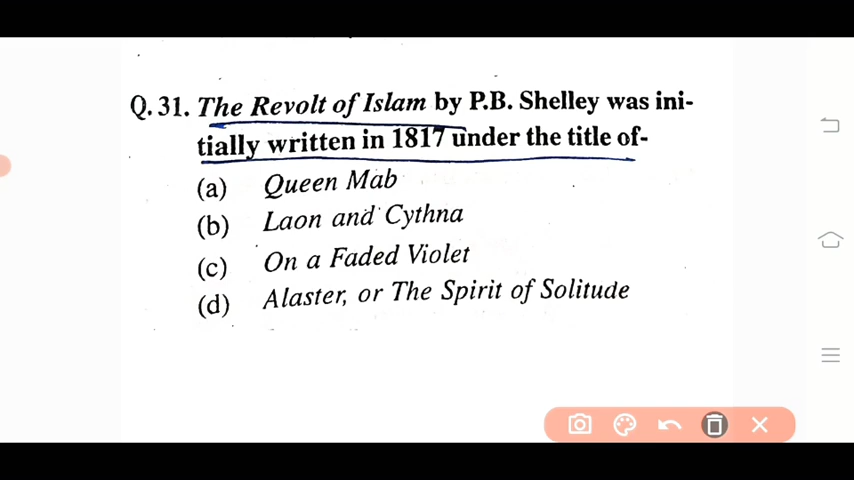 Q. 31. The Revolt of Islam by P.B. Shelley was ini-
tially written in 1817 under the title of-
(a) Queen Mab
(b) Laon and Cythna
(c) On a Faded Violet
(d) Alaster, or The Spirit of Solitude